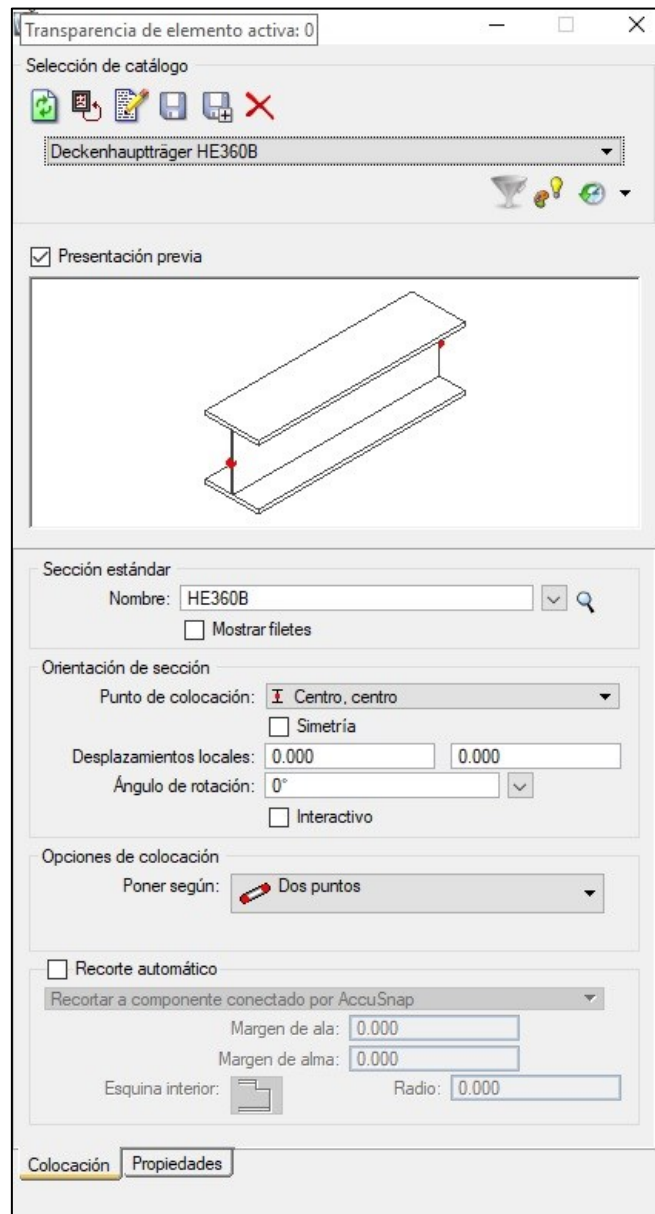 Transparencia de elemento activa: 0
Selección de catálogo
Deckenhauptträger HE360B
Presentación previa
Sección estándar
Nombre: HE360B
Mostrar filetes
Orientación de sección
Punto de colocación: Centro, centro
Simetría
Desplazamientos locales: 0.000 0.000
Ángulo de rotación: 0°
Interactivo
Opciones de colocación
Poner según: Dos puntos
Recorte automático
Recortar a componente conectado por AccuSnap
Margen de ala: 0.000
Margen de alma: 0.000
Esquina interior: Radio: 0.000
Colocación Propiedades